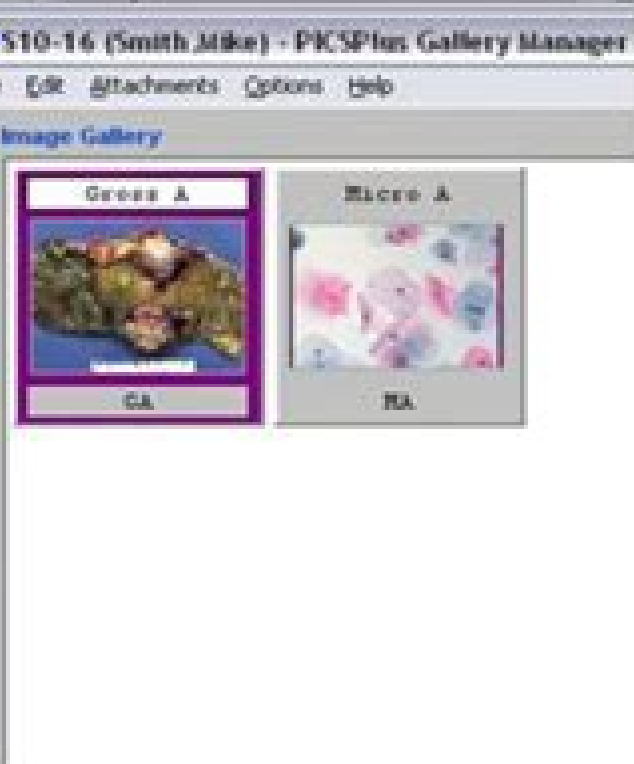 S10-16 (Smith ,Mike) - PICSPlus Gallery Manager
Edit Attachments Options Help
Image Gallery
Gross A
Micro A
GA
MA